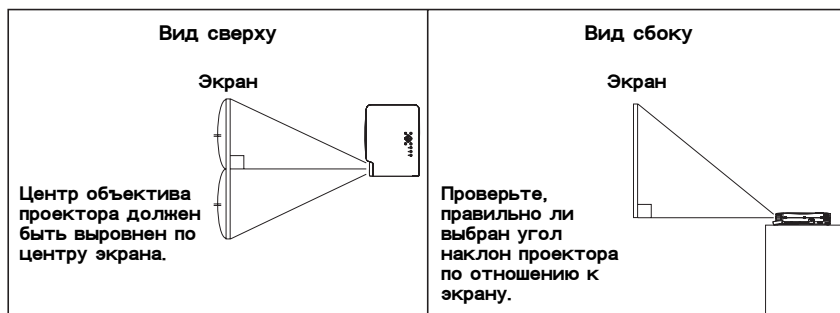 Вид сверху
Экран
Центр объектива
проектора должен
быть выровнен по
центру экрана.
Вид сбоку
Экран
Проверьте,
правильно ли
выбран угол
наклон проектора
по отношению к
экрану.